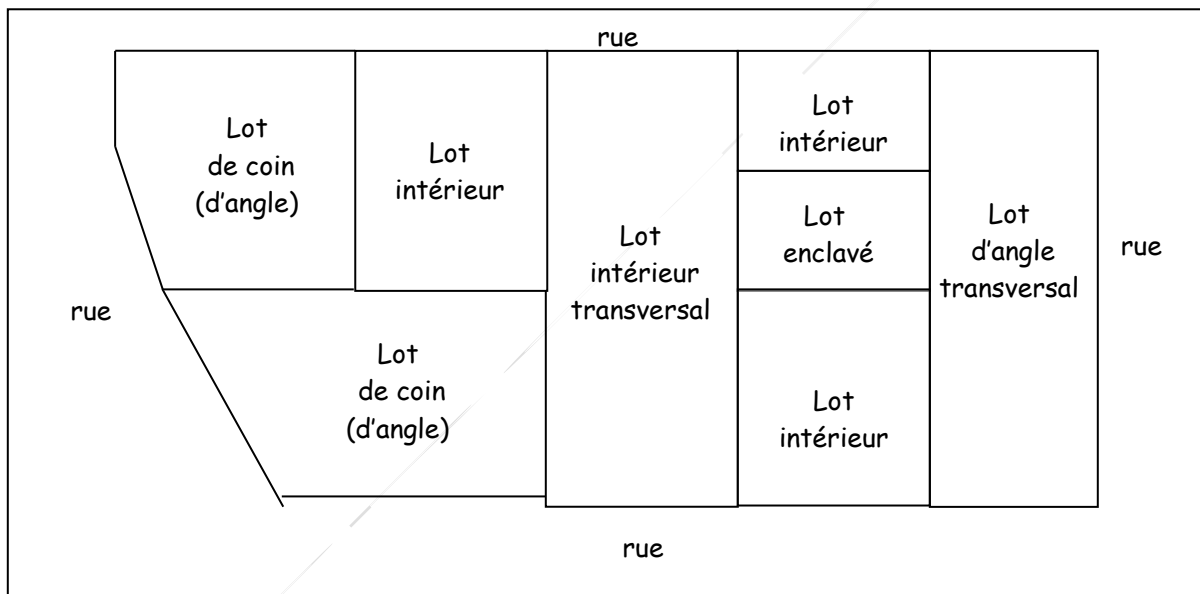 rue
Lot
de coin
(d'angle)
Lot
intérieur
Lot
intérieur
transversal
Lot
intérieur
Lot
enclavé
Lot
d'angle
transversal
rue
rue
Lot
de coin
(d'angle)
Lot
intérieur
rue